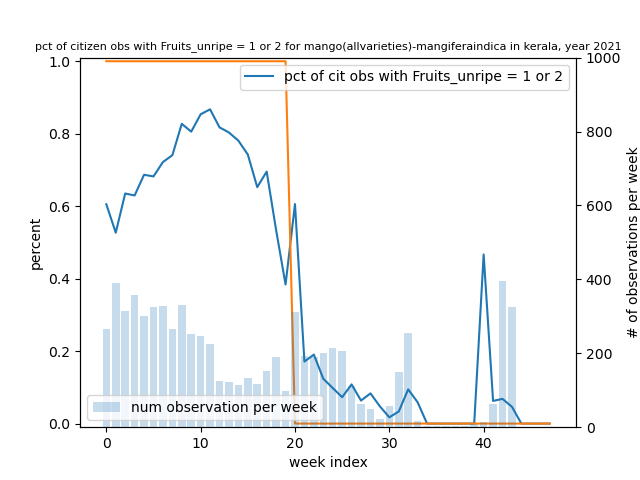 pct of citizen obs with Fruits_unripe = 1 or 2 for mango(allvarieties)-mangiferaindica in kerala, year 2021
pct of cit obs with Fruits_unripe = 1 or 2
1.0
0.8
0.6
0.4
0.2
0.0
percent
1000
800
600
400
200
0
# of observations per week
num observation per week
0 10 20 30 40
week index